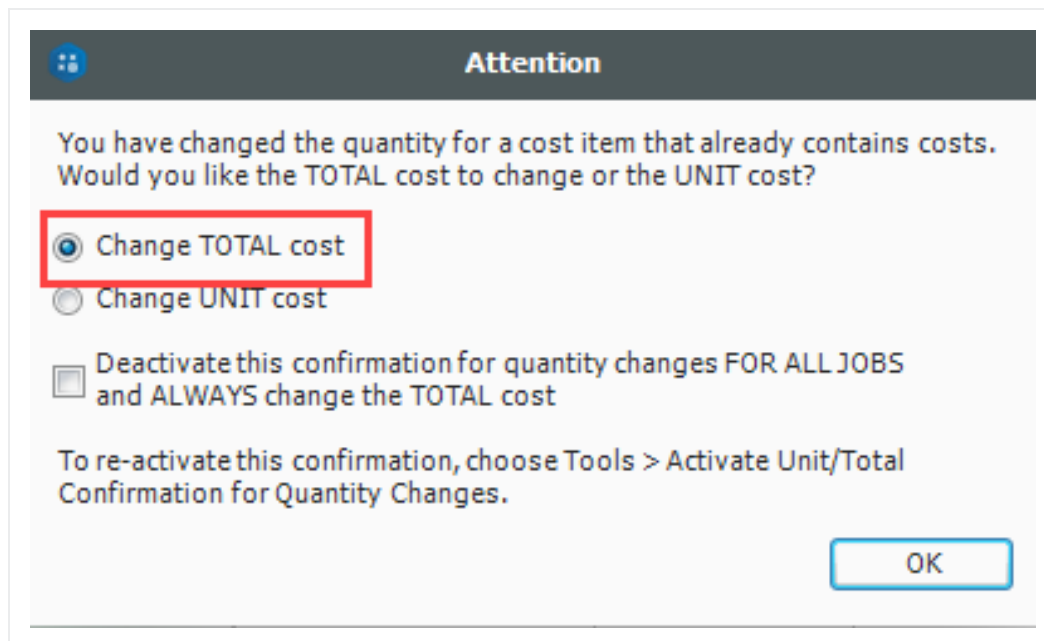 Attention
You have changed the quantity for a cost item that already contains costs.
Would you like the TOTAL cost to change or the UNIT cost?
Change TOTAL cost
Change UNIT cost
Deactivate this confirmation for quantity changes FOR ALL JOBS
and ALWAYS change the TOTAL cost
To re-activate this confirmation, choose Tools > Activate Unit/Total
Confirmation for Quantity Changes.
OK